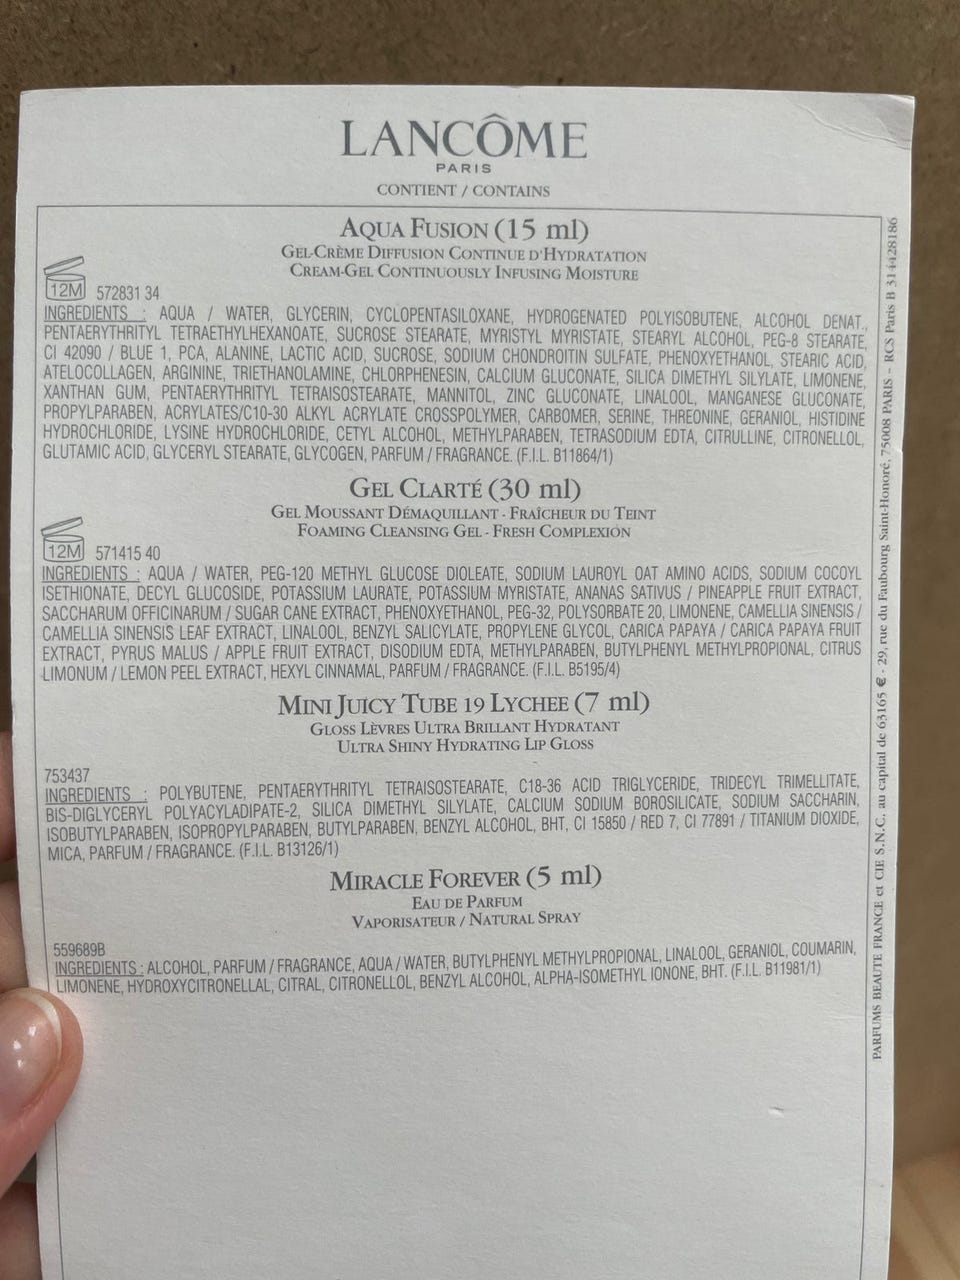 LANCÔME
PARIS
CONTIENT / CONTAINS
AQUA FUSION (15 ml)
GEL-CRÈME DIFFUSION CONTINUE D'HYDRATATION
CREAM-GEL CONTINUOUSLY INFUSING MOISTURE
12M 572831 34
INGREDIENTS : AQUA / WATER, GLYCERIN, CYCLOPENTASILOXANE, HYDROGENATED POLYISOBUTENE, ALCOHOL DENAT.,
PENTAERYTHRITYL TETRAETHYLHEXANOATE, SUCROSE STEARATE, MYRISTYL MYRISTATE, STEARYL ALCOHOL, PEG-8 STEARATE,
CI 42090 / BLUE 1, PCA, ALANINE, LACTIC ACID, SUCROSE, SODIUM CHONDROITIN SULFATE, PHENOXYETHANOL, STEARIC ACID,
ATELOCOLLAGEN, ARGININE, TRIETHANOLAMINE, CHLORPHENESIN, CALCIUM GLUCONATE, SILICA DIMETHYL SILYLATE, LIMONENE,
XANTHAN GUM, PENTAERYTHRITYL TETRAISOSTEARATE, MANNITOL, ZINC GLUCONATE, LINALOOL, MANGANESE GLUCONATE,
PROPYLPARABEN, ACRYLATES/C10-30 ALKYL ACRYLATE CROSSPOLYMER, CARBOMER, SERINE, THREONINE, GERANIOL, HISTIDINE
HYDROCHLORIDE, LYSINE HYDROCHLORIDE, CETYL ALCOHOL, METHYLPARABEN, TETRASODIUM EDTA, CITRULLINE, CITRONELLOL,
GLUTAMIC ACID, GLYCERYL STEARATE, GLYCOGEN, PARFUM / FRAGRANCE. (F.I.L. B11864/1)
GEL CLARTÉ (30 ml)
GEL MOUSSANT DÉMAQUILLANT - FRAÎCHEUR DU TEINT
FOAMING CLEANSING GEL - FRESH COMPLEXION
12M 571415 40
INGREDIENTS : AQUA / WATER, PEG-120 METHYL GLUCOSE DIOLEATE, SODIUM LAUROYL OAT AMINO ACIDS, SODIUM COCOYL
ISETHIONATE, DECYL GLUCOSIDE, POTASSIUM LAURATE, POTASSIUM MYRISTATE, ANANAS SATIVUS / PINEAPPLE FRUIT EXTRACT,
SACCHARUM OFFICINARUM / SUGAR CANE EXTRACT, PHENOXYETHANOL, PEG-32, POLYSORBATE 20, LIMONENE, CAMELLIA SINENSIS /
CAMELLIA SINENSIS LEAF EXTRACT, LINALOOL, BENZYL SALICYLATE, PROPYLENE GLYCOL, CARICA PAPAYA / CARICA PAPAYA FRUIT
EXTRACT, PYRUS MALUS / APPLE FRUIT EXTRACT, DISODIUM EDTA, METHYLPARABEN, BUTYLPHENYL METHYLPROPIONAL, CITRUS
LIMONUM / LEMON PEEL EXTRACT, HEXYL CINNAMAL, PARFUM / FRAGRANCE. (F.I.L. B5195/4)
MINI JUICY TUBE 19 LYCHEE (7 ml)
GLOSS LÈVRES ULTRA BRILLANT HYDRATANT
ULTRA SHINY HYDRATING LIP GLOSS
753437
INGREDIENTS : POLYBUTENE, PENTAERYTHRITYL TETRAISOSTEARATE, C18-36 ACID TRIGLYCERIDE, TRIDECYL TRIMELLITATE,
BIS-DIGLYCERYL POLYACYLADIPATE-2, SILICA DIMETHYL SILYLATE, CALCIUM SODIUM BOROSILICATE, SODIUM SACCHARIN,
ISOBUTYLPARABEN, ISOPROPYLPARABEN, BUTYLPARABEN, BENZYL ALCOHOL, BHT, CI 15850 / RED 7, CI 77891 / TITANIUM DIOXIDE,
MICA, PARFUM / FRAGRANCE. (F.I.L. B13126/1)
MIRACLE FOREVER (5 ml)
EAU DE PARFUM
VAPORISATEUR / NATURAL SPRAY
559689B
INGREDIENTS : ALCOHOL, PARFUM / FRAGRANCE, AQUA / WATER, BUTYLPHENYL METHYLPROPIONAL, LINALOOL, GERANIOL, COUMARIN,
LIMONENE, HYDROXYCITRONELLAL, CITRAL, CITRONELLOL, BENZYL ALCOHOL, ALPHA-ISOMETHYL IONONE, BHT. (F.I.L. B11981/1)
PARFUMS BEAUTE FRANCE et CIE S.N.C. au capital de 63165 € - 29, rue du Faubourg Saint-Honoré, 75008 PARIS - RCS Paris B 314428186